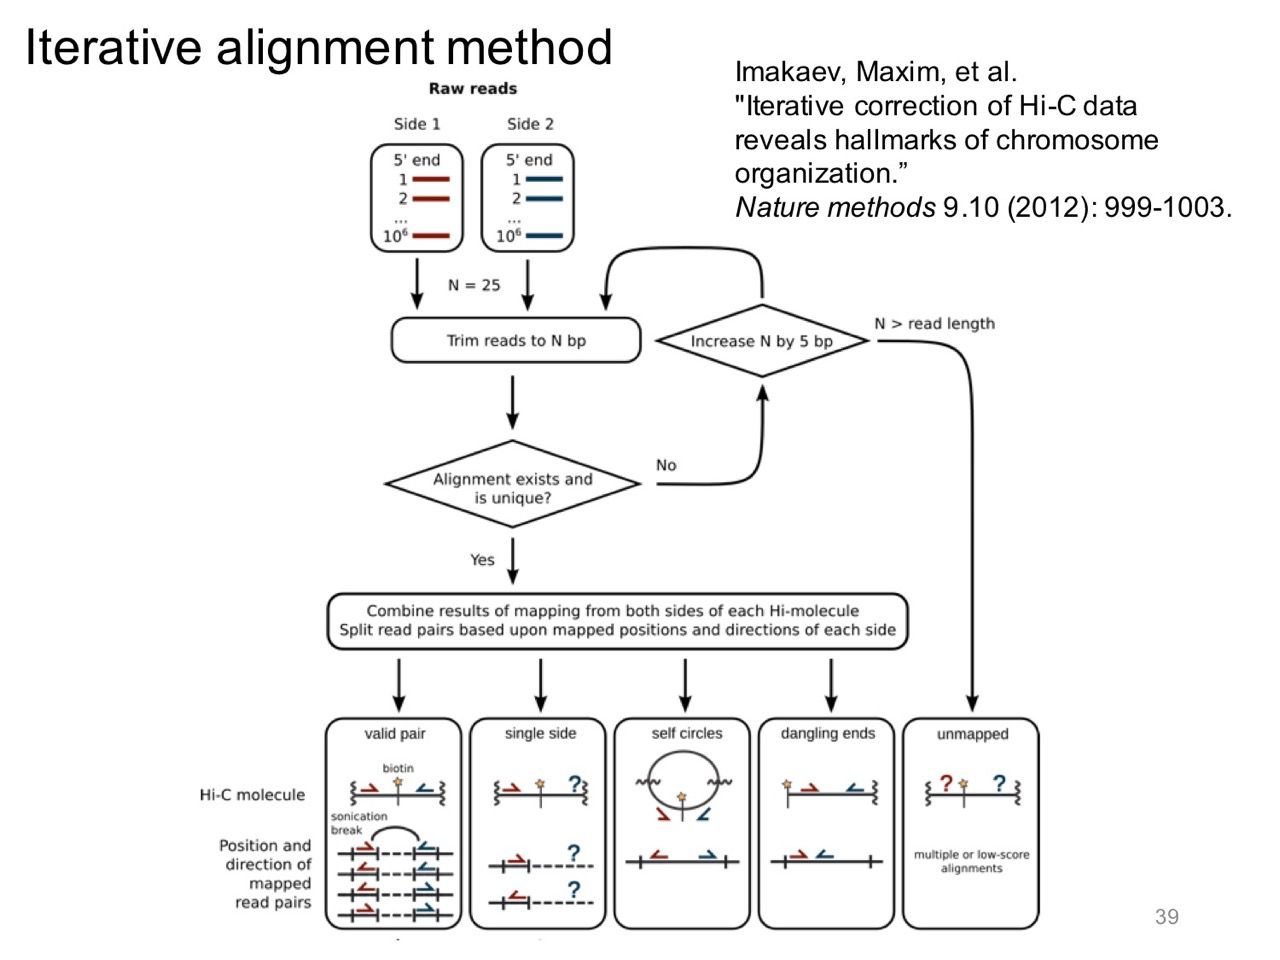 Iterative alignment method
Imakaev, Maxim, et al.
"Iterative correction of Hi-C data
reveals hallmarks of chromosome
organization.”
Nature methods 9.10 (2012): 999-1003.
Raw reads
Side 1
Side 2
5' end
1
2
...
10⁶
5' end
1
2
...
10⁶
N = 25
Trim reads to N bp
Increase N by 5 bp
N > read length
Alignment exists and
is unique?
No
Yes
Combine results of mapping from both sides of each Hi-molecule
Split read pairs based upon mapped positions and directions of each side
valid pair
single side
self circles
dangling ends
unmapped
biotin
?
? ?
Hi-C molecule
sonication
break
Position and
direction of
mapped
read pairs
?
?
multiple or low-score
alignments
39